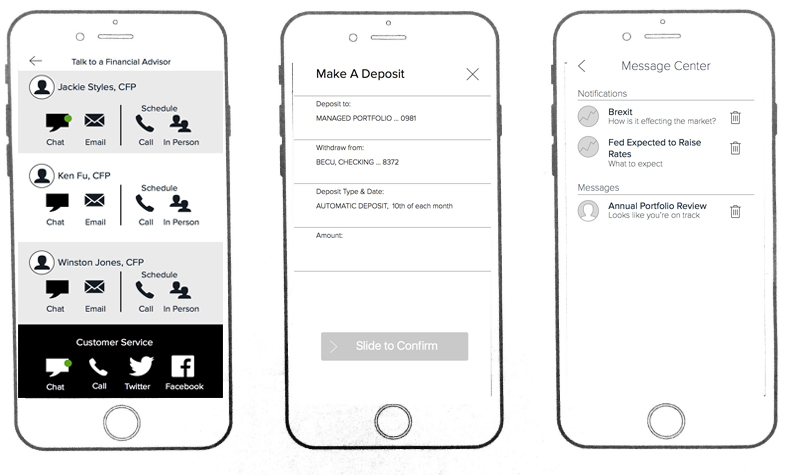 Talk to a Financial Advisor
Jackie Styles, CFP
Schedule
Chat Email Call In Person
Ken Fu, CFP
Schedule
Chat Email Call In Person
Winston Jones, CFP
Schedule
Chat Email Call In Person
Customer Service
Chat Call Twitter Facebook
Make A Deposit
Deposit to:
MANAGED PORTFOLIO ... 0981
Withdraw from:
BECU, CHECKING ... 8372
Deposit Type & Date:
AUTOMATIC DEPOSIT, 10th of each month
Amount:
Slide to Confirm
Message Center
Notifications
Brexit
How is it effecting the market?
Fed Expected to Raise
Rates
What to expect
Messages
Annual Portfolio Review
Looks like you're on track